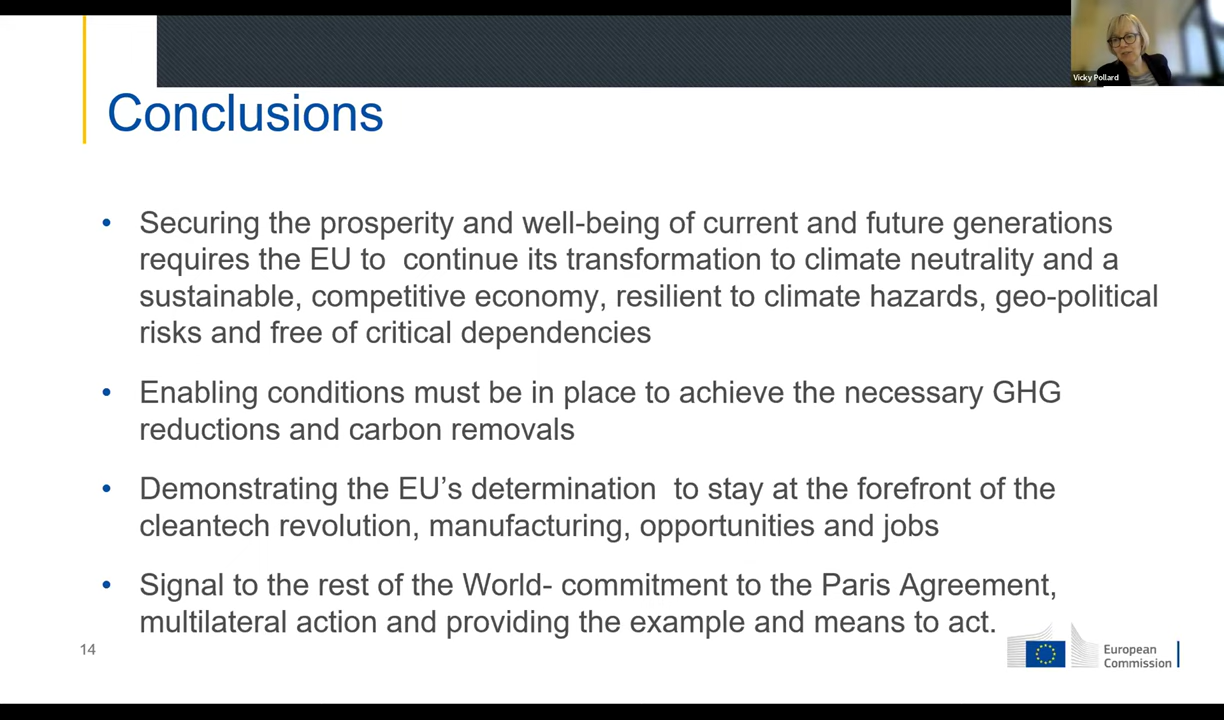 Vicky Pollard
Conclusions
• Securing the prosperity and well-being of current and future generations
requires the EU to  continue its transformation to climate neutrality and a
sustainable, competitive economy, resilient to climate hazards, geo-political
risks and free of critical dependencies
• Enabling conditions must be in place to achieve the necessary GHG
reductions and carbon removals
• Demonstrating the EU’s determination  to stay at the forefront of the
cleantech revolution, manufacturing, opportunities and jobs
• Signal to the rest of the World- commitment to the Paris Agreement,
multilateral action and providing the example and means to act.
14
European
Commission